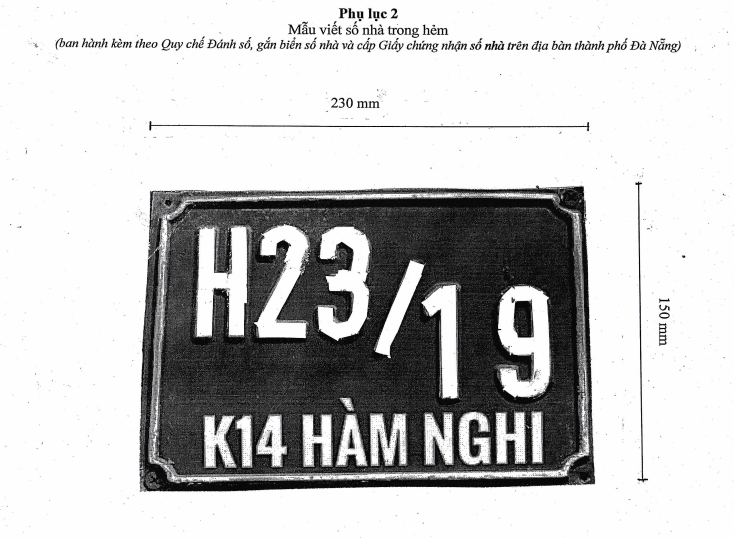 Phụ lục 2
Mẫu viết số nhà trong hẻm
(ban hành kèm theo Quy chế Đánh số, gắn biển số nhà và cấp Giấy chứng nhận số nhà trên địa bàn thành phố Đà Nẵng)
230 mm
H23/19
150 mm
K14 HÀM NGHI